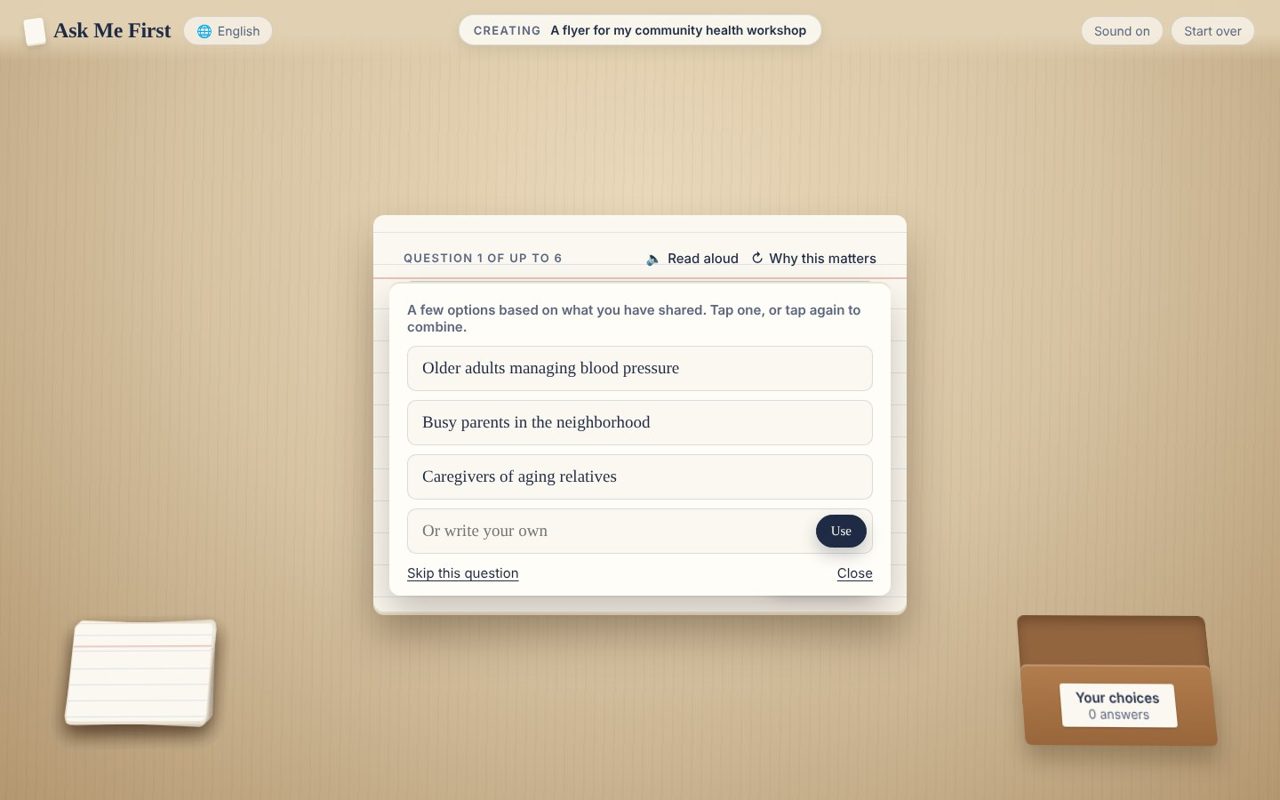 Ask Me First
English
CREATING A flyer for my community health workshop
Sound on
Start over
QUESTION 1 OF UP TO 6
Read aloud
Why this matters
A few options based on what you have shared. Tap one, or tap again to
combine.
Older adults managing blood pressure
Busy parents in the neighborhood
Caregivers of aging relatives
Or write your own
Use
Skip this question
Close
Your choices
0 answers